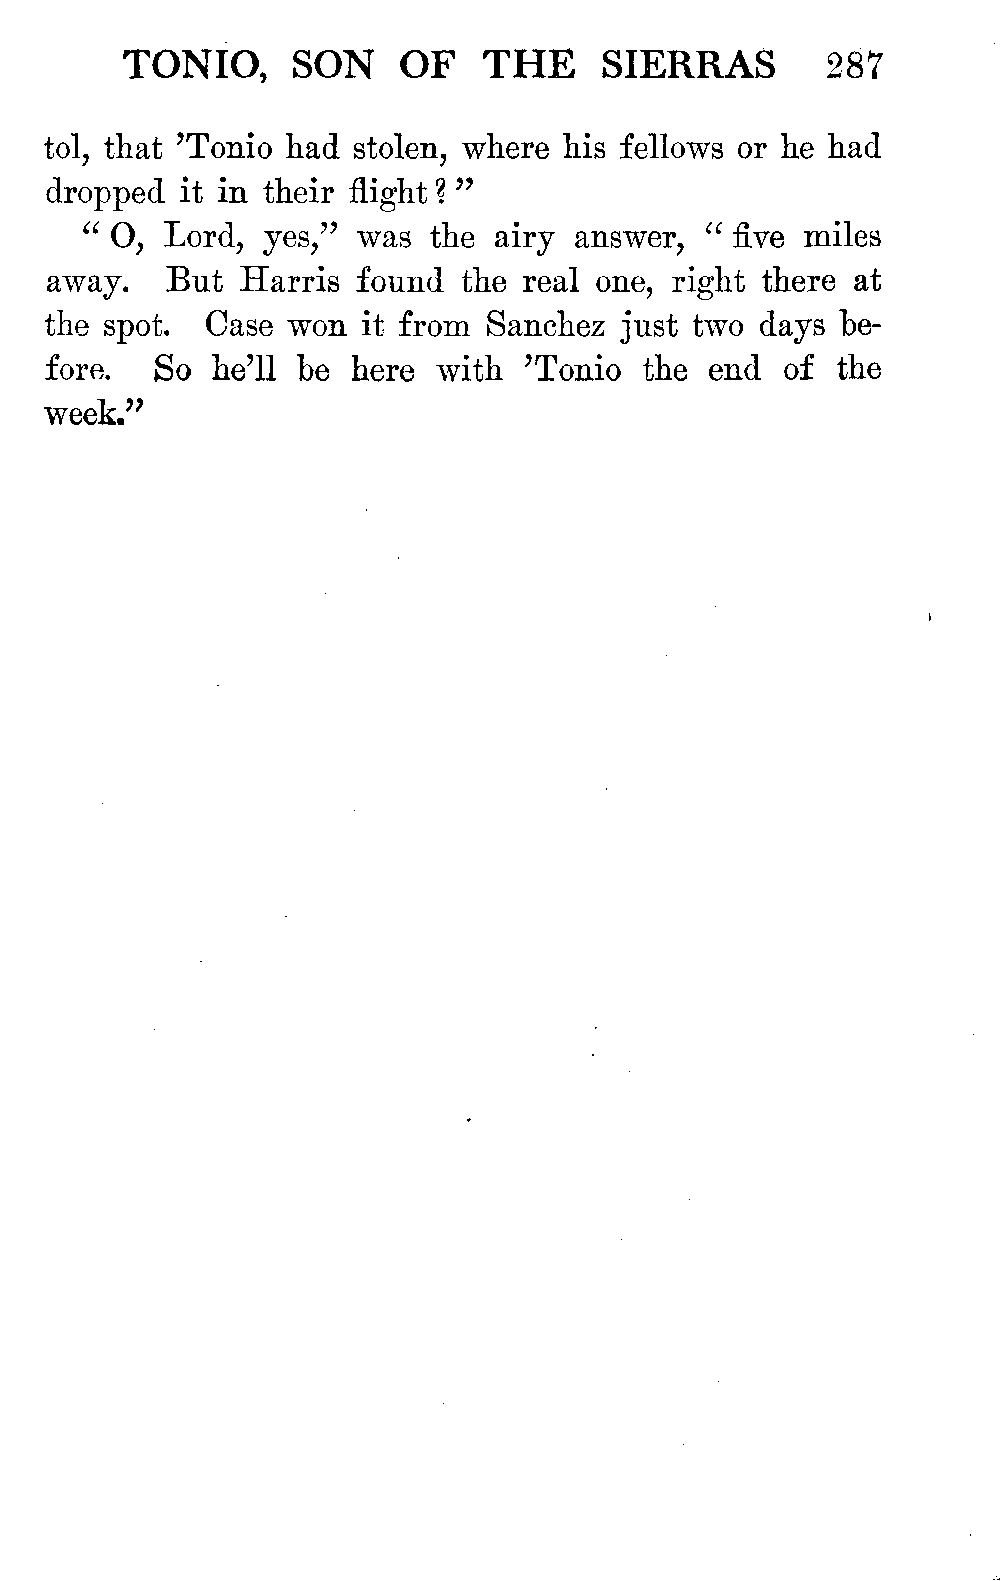 TONIO, SON OF THE SIERRAS 287
tol, that ’Tonio had stolen, where his fellows or he had
dropped it in their flight?”
“O, Lord, yes,” was the airy answer, “five miles
away. But Harris found the real one, right there at
the spot. Case won it from Sanchez just two days be-
fore. So he’ll be here with ’Tonio the end of the
week.”